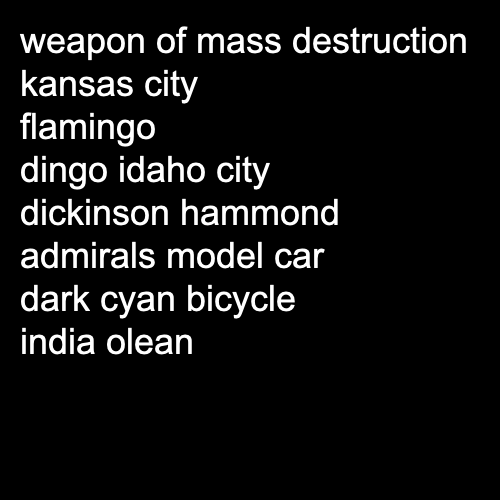 weapon of mass destruction
kansas city
flamingo
dingo idaho city
dickinson hammond
admirals model car
dark cyan bicycle
india olean